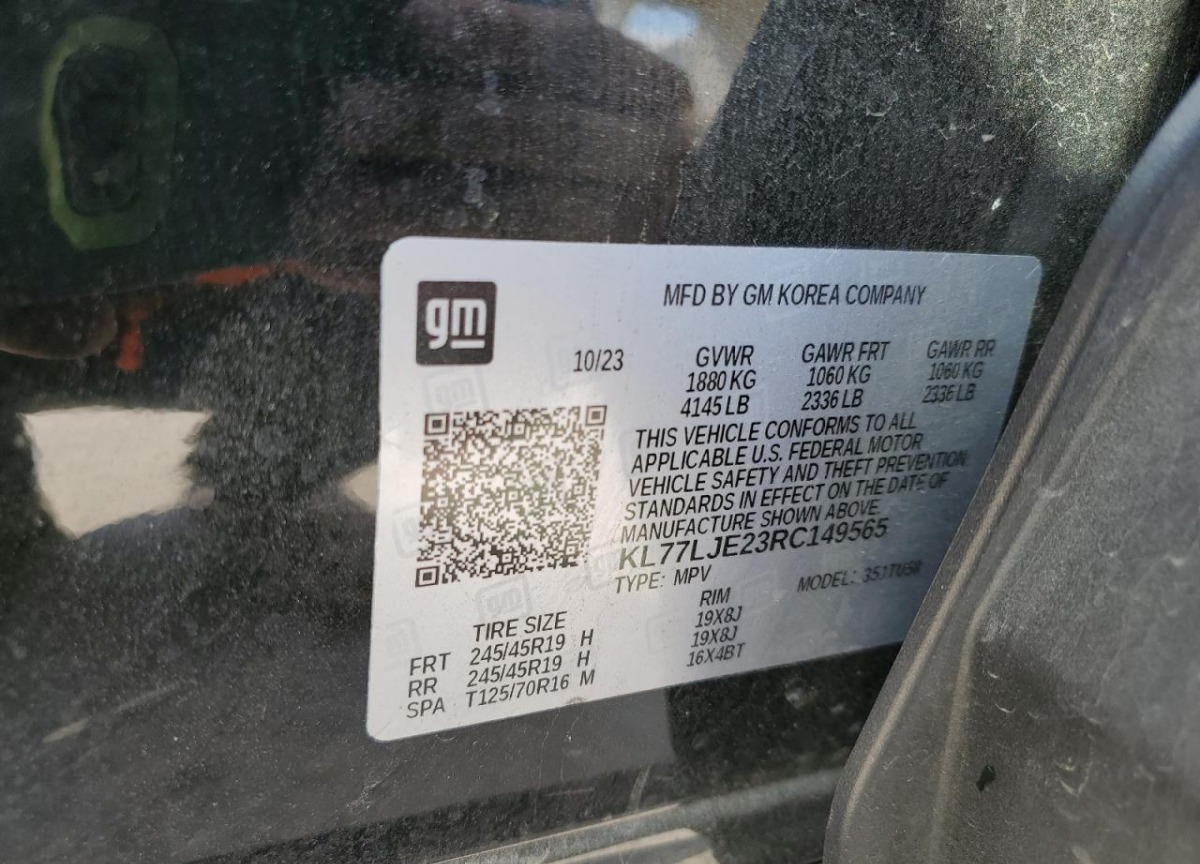 gm
MFD BY GM KOREA COMPANY
10/23
GVWR GAWR FRT GAWR RR
1880 KG 1060 KG 1060 KG
4145 LB 2336 LB 2336 LB
THIS VEHICLE CONFORMS TO ALL
APPLICABLE U.S. FEDERAL MOTOR
VEHICLE SAFETY AND THEFT PREVENTION
STANDARDS IN EFFECT ON THE DATE OF
MANUFACTURE SHOWN ABOVE.
KL77LJE23RC149565
TYPE: MPV MODEL:
TIRE SIZE RIM
FRT 245/45R19 H 19X8J
RR 245/45R19 H 19X8J
SPA T125/70R16 M 16X4BT